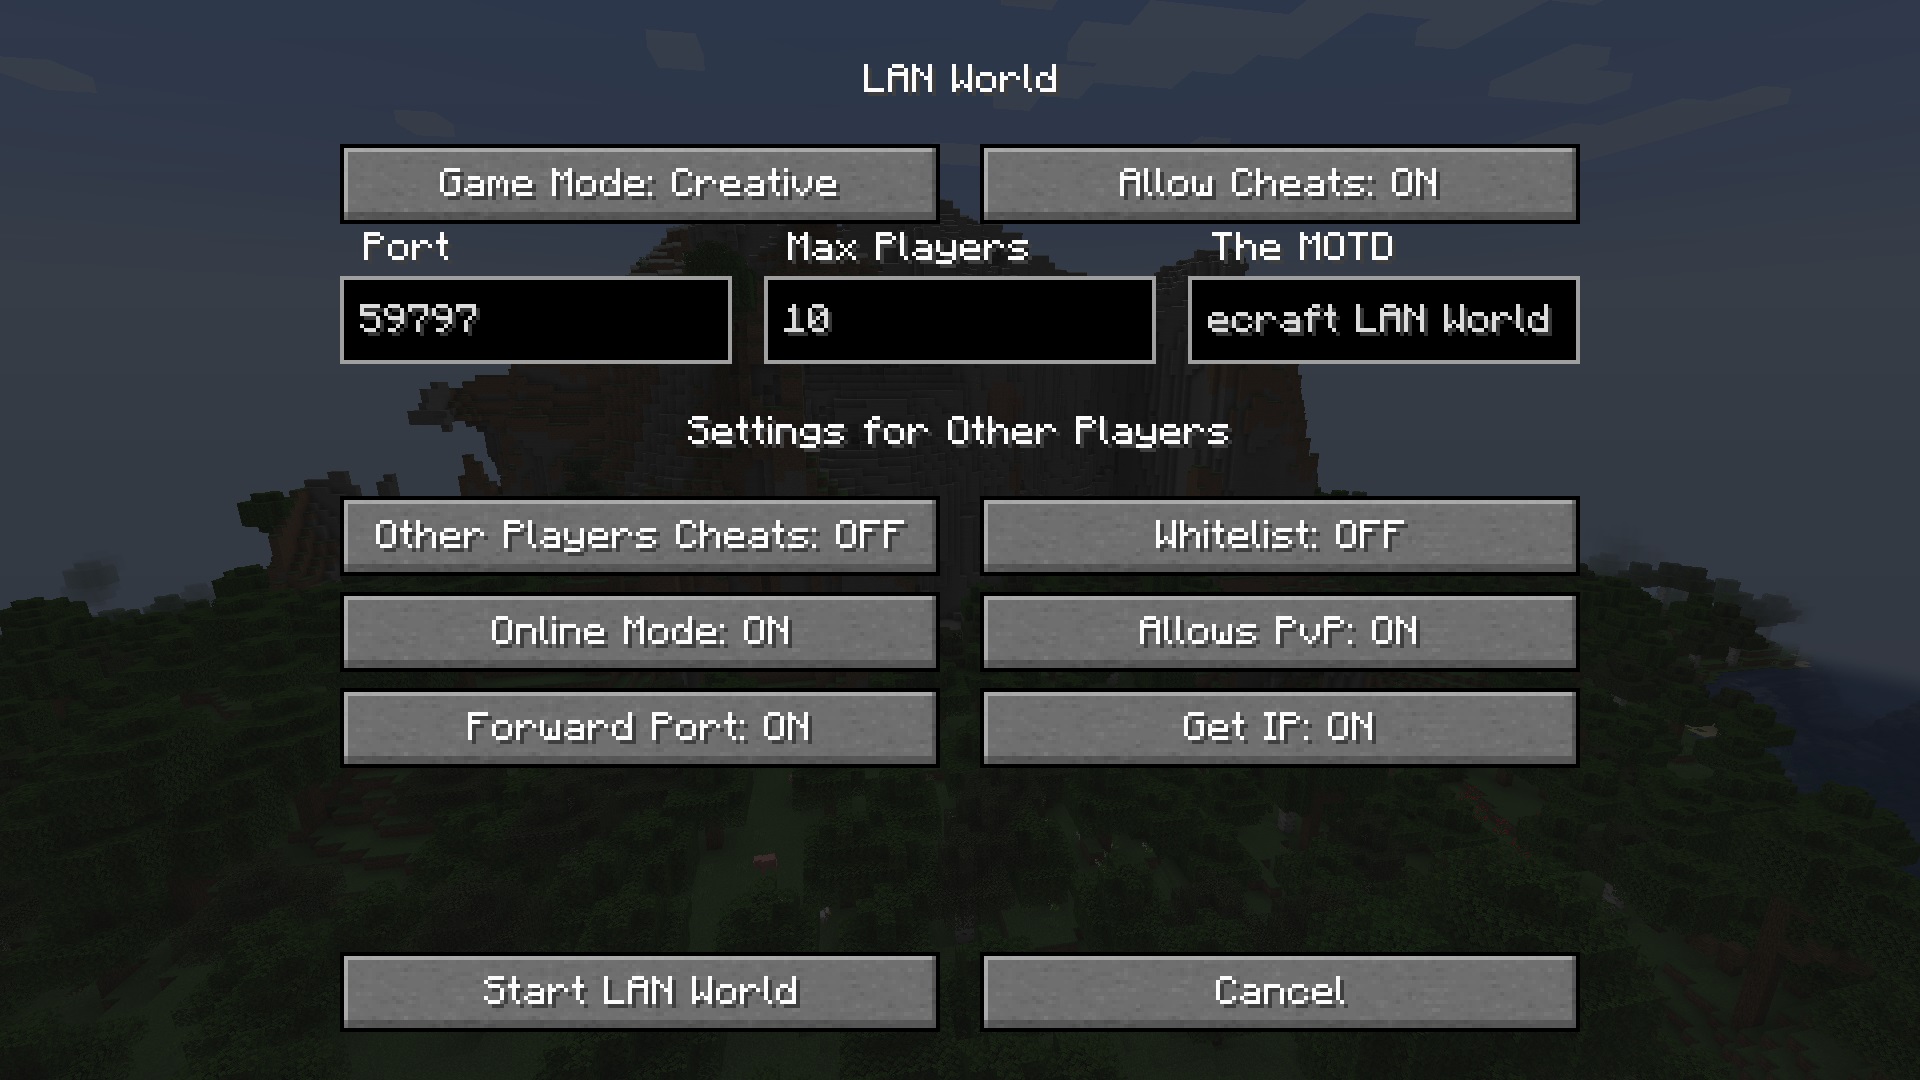 LAN World
Game Mode: Creative
Allow Cheats: ON
Port
Max Players
The MOTD
59797
10
ecraft LAN World
Settings for Other Players
Other Players Cheats: OFF
Whitelist: OFF
Online Mode: ON
Allows PvP: ON
Forward Port: ON
Get IP: ON
Start LAN World
Cancel